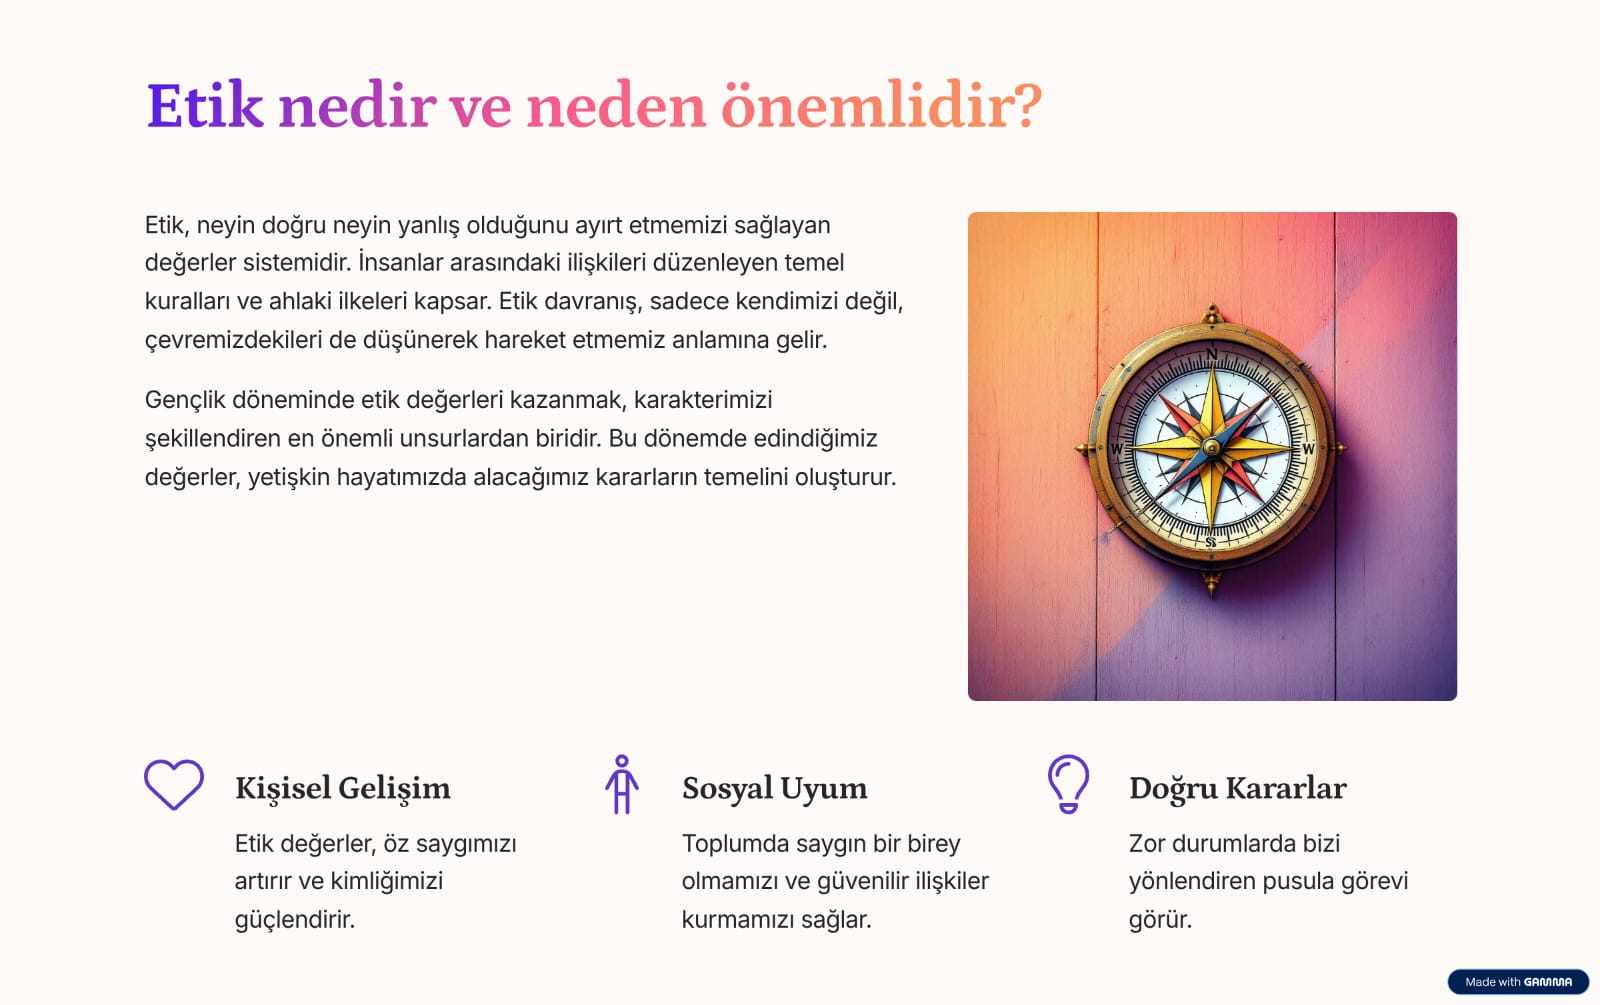 Etik nedir ve neden önemlidir?
Etik, neyin doğru neyin yanlış olduğunu ayırt etmemizi sağlayan
değerler sistemidir. İnsanlar arasındaki ilişkileri düzenleyen temel
kuralları ve ahlaki ilkeleri kapsar. Etik davranış, sadece kendimizi değil,
çevremizdekileri de düşünerek hareket etmemiz anlamına gelir.
Gençlik döneminde etik değerleri kazanmak, karakterimizi
şekillendiren en önemli unsurlardan biridir. Bu dönemde edindiğimiz
değerler, yetişkin hayatımızda alacağımız kararların temelini oluşturur.
N
W
W
S
Kişisel Gelişim
Etik değerler, öz saygımızı
artırır ve kimliğimizi
güçlendirir.
Sosyal Uyum
Toplumda saygın bir birey
olmamızı ve güvenilir ilişkiler
kurmamızı sağlar.
Doğru Kararlar
Zor durumlarda bizi
yönlendiren pusula görevi
görür.
Made with GAMMA